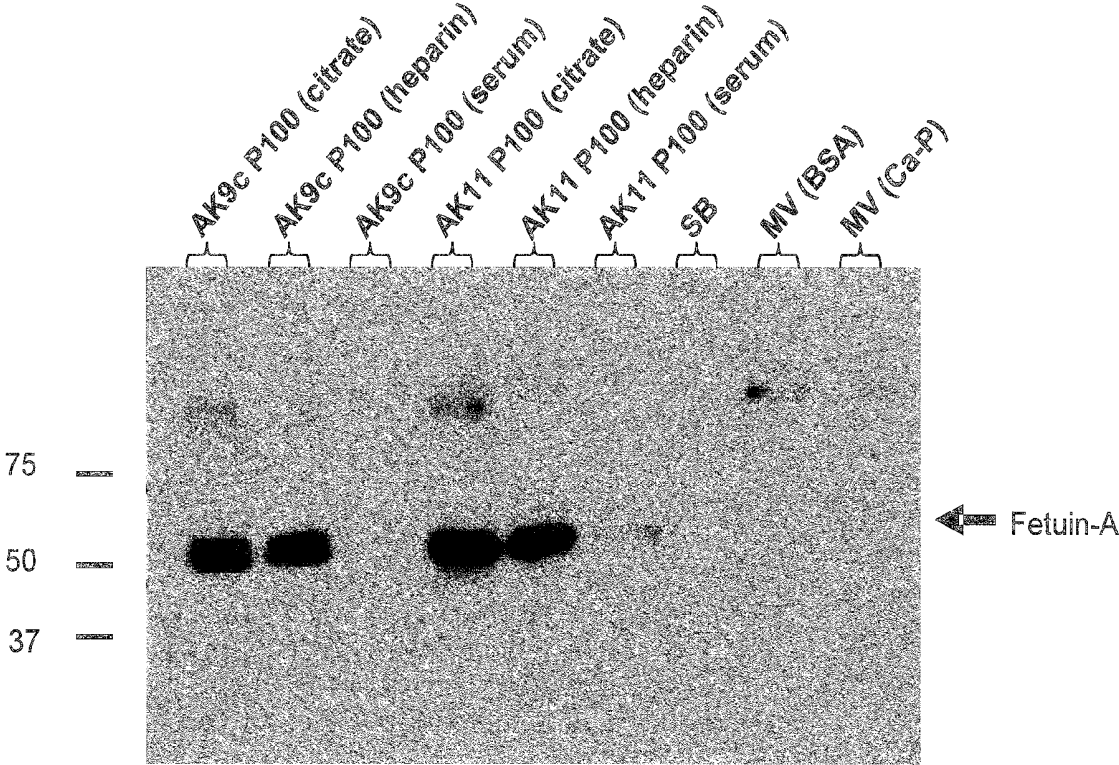 AK9c P100 (citrate)
AK9c P100 (heparin)
AK9c P100 (serum)
AK11 P100 (citrate)
AK11 P100 (heparin)
AK11 P100 (serum)
SB
MV (BSA)
MV (Ca-P)
75
50
37
Fetuin-A